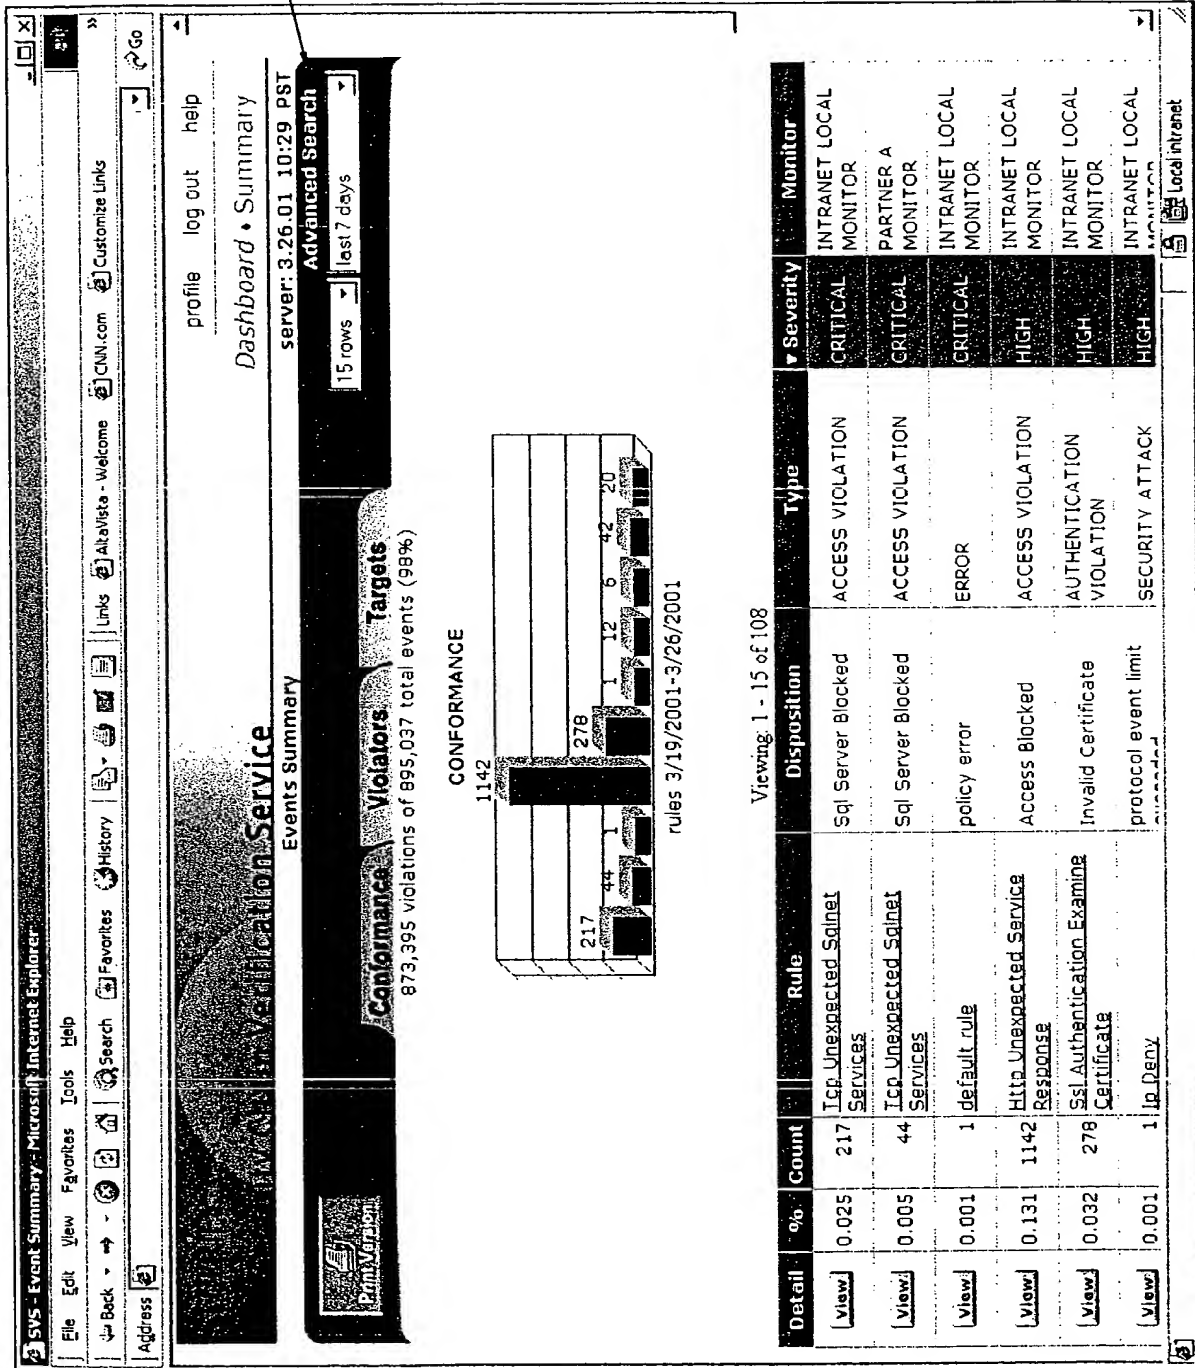 SVS - Event Summary - Microsoft Internet Explorer
File Edit View Favorites Tools Help
Back Search Favorites History Links AltaVista - Welcome CNN.com Customize Links
Address Go
profile log out help
Verification Service
Dashboard • Summary
Events Summary
server: 3.26.01 10:29 PST
Print Version
Conformance Violators Targets
Advanced Search
15 rows last 7 days
873,395 violations of 895,037 total events (98%)
CONFORMANCE
217 44 1 1142 278 1 12 6 42 20
rules 3/19/2001-3/26/2001
Viewing: 1 - 15 of 108
Detail % Count Rule Disposition Type ▾ Severity Monitor
View 0.025 217 Tcp Unexpected Sqlnet Services Sql Server Blocked ACCESS VIOLATION CRITICAL INTRANET LOCAL MONITOR
View 0.005 44 Tcp Unexpected Sqlnet Services Sql Server Blocked ACCESS VIOLATION CRITICAL PARTNER A MONITOR
View 0.001 1 default rule policy error ERROR CRITICAL INTRANET LOCAL MONITOR
View 0.131 1142 Http Unexpected Service Response Access Blocked ACCESS VIOLATION HIGH INTRANET LOCAL MONITOR
View 0.032 278 Ssl Authentication Examine Certificate Invalid Certificate AUTHENTICATION VIOLATION HIGH INTRANET LOCAL MONITOR
View 0.001 1 Ip Deny protocol event limit SECURITY ATTACK HIGH INTRANET LOCAL MONITOR
Local intranet